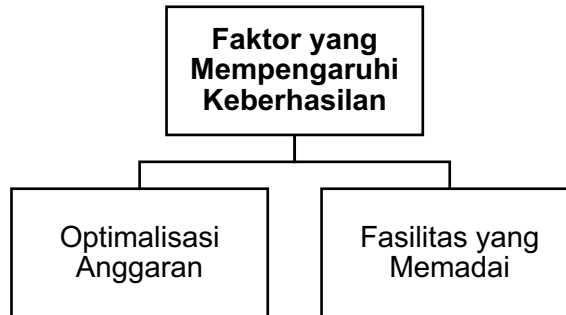 Faktor yang
Mempengaruhi
Keberhasilan
Optimalisasi
Anggaran
Fasilitas yang
Memadai